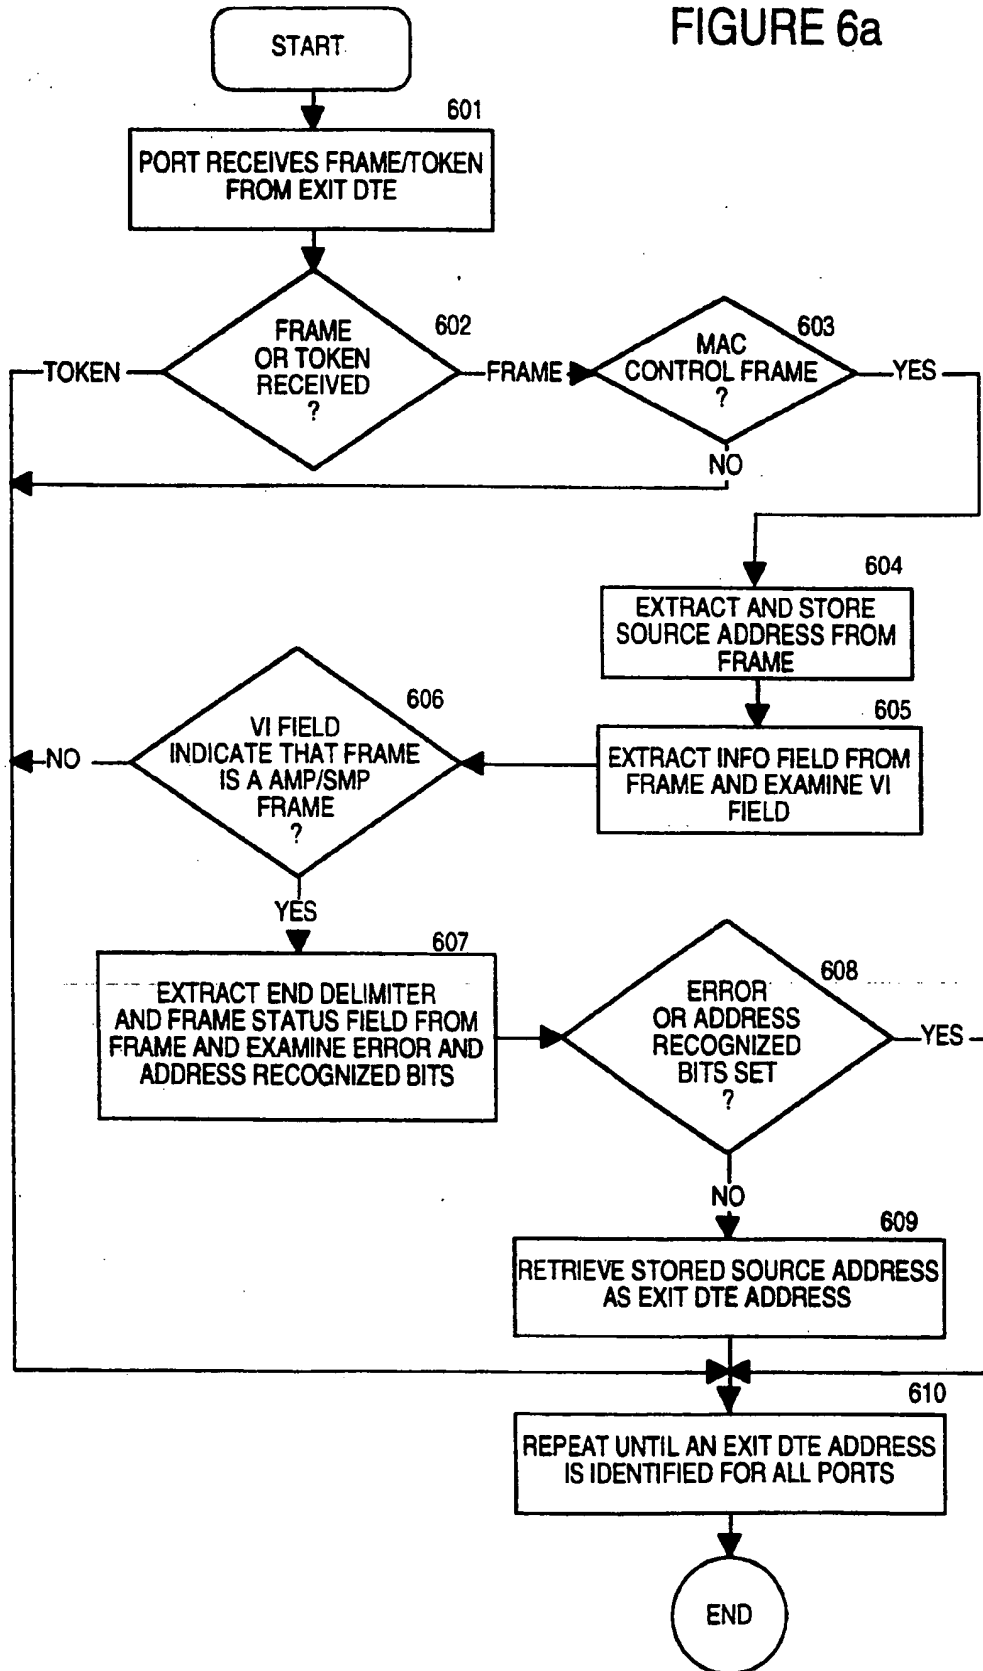 FIGURE 6a
START
601
PORT RECEIVES FRAME/TOKEN
FROM EXIT DTE
602
FRAME
OR TOKEN
RECEIVED
?
TOKEN
FRAME
603
MAC
CONTROL FRAME
?
YES
NO
604
EXTRACT AND STORE
SOURCE ADDRESS FROM
FRAME
605
EXTRACT INFO FIELD FROM
FRAME AND EXAMINE VI
FIELD
606
VI FIELD
INDICATE THAT FRAME
IS A AMP/SMP
FRAME
?
NO
YES
607
EXTRACT END DELIMITER
AND FRAME STATUS FIELD FROM
FRAME AND EXAMINE ERROR AND
ADDRESS RECOGNIZED BITS
608
ERROR
OR ADDRESS
RECOGNIZED
BITS SET
?
YES
NO
609
RETRIEVE STORED SOURCE ADDRESS
AS EXIT DTE ADDRESS
610
REPEAT UNTIL AN EXIT DTE ADDRESS
IS IDENTIFIED FOR ALL PORTS
END